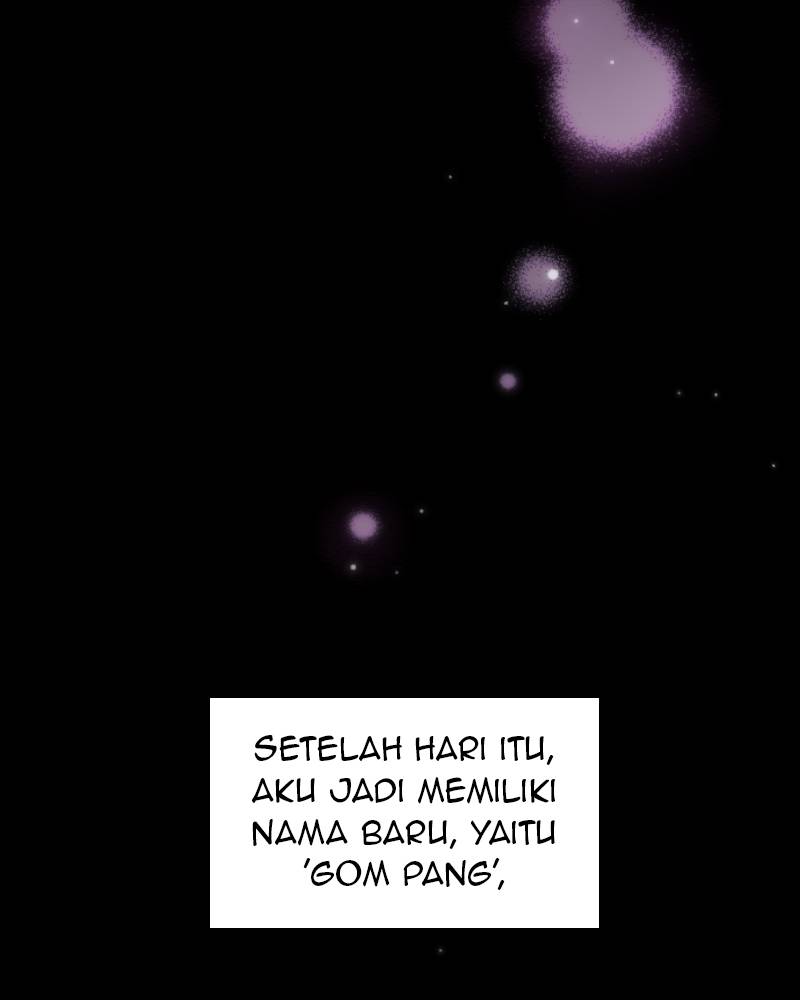 SETELAH HARI ITU,
AKU JADI MEMILIKI
NAMA BARU, YAITU
'GOM PANG',